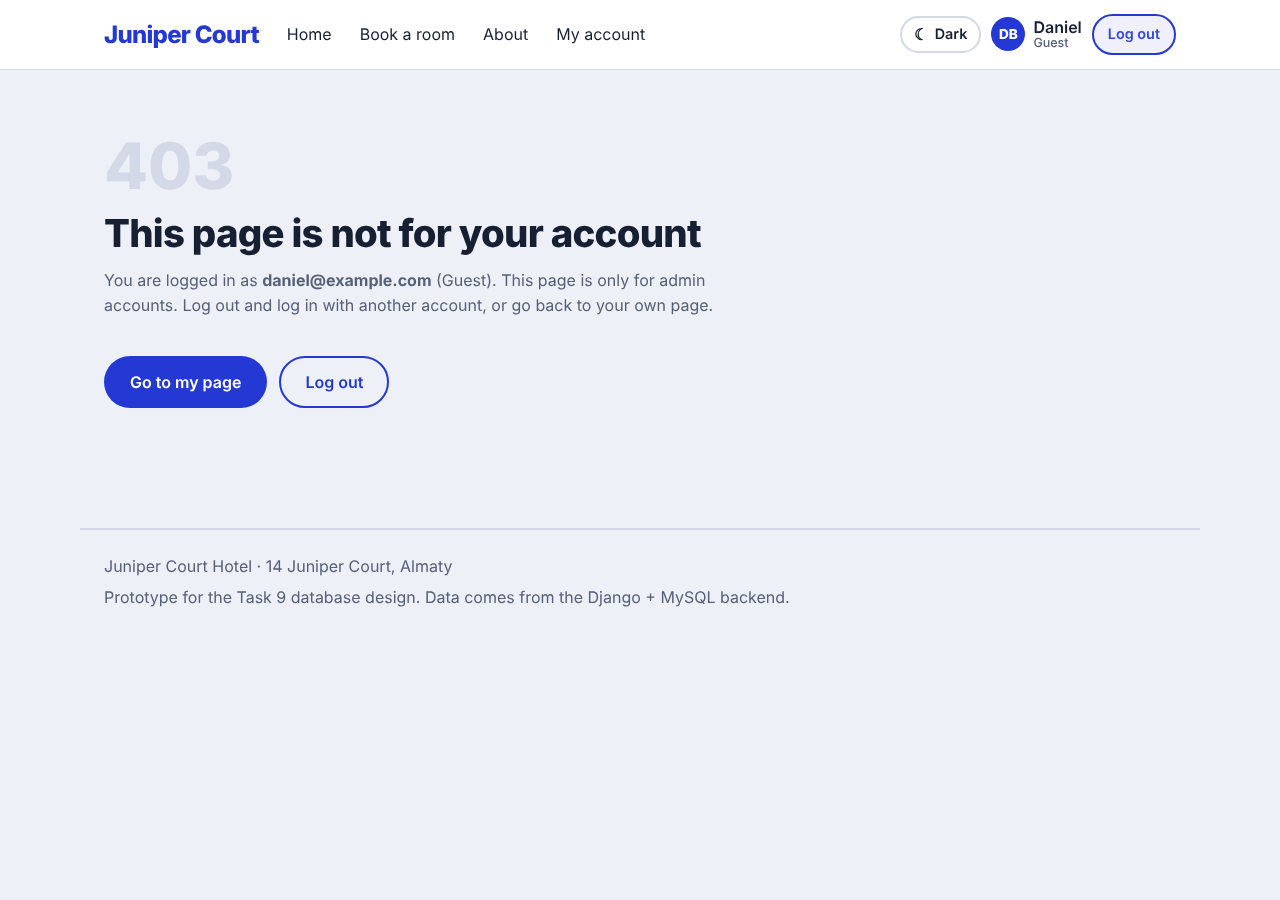 Juniper Court Home Book a room About My account ☾ Dark DB Daniel Guest Log out
403
This page is not for your account
You are logged in as daniel@example.com (Guest). This page is only for admin
accounts. Log out and log in with another account, or go back to your own page.
Go to my page Log out
Juniper Court Hotel · 14 Juniper Court, Almaty
Prototype for the Task 9 database design. Data comes from the Django + MySQL backend.